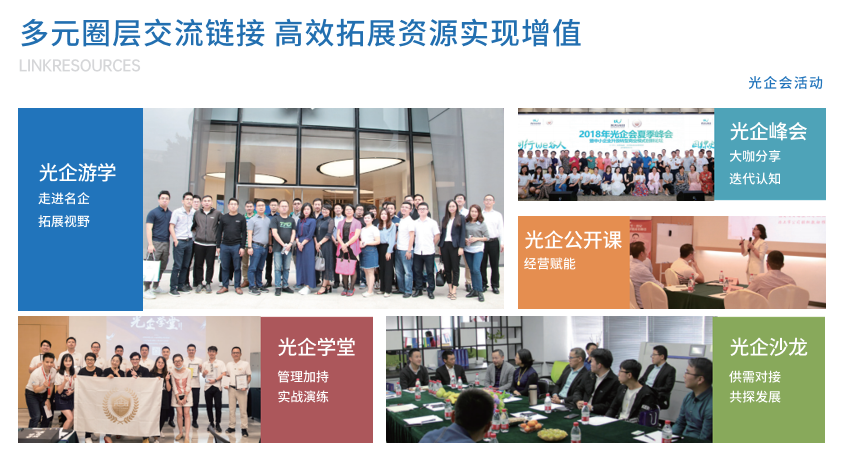 多元圈层交流链接 高效拓展资源实现增值
LINKRESOURCES
光企会活动
光企游学
走进名企
拓展视野
2018年光企会夏季峰会
光企峰会
大咖分享
迭代认知
光企公开课
经营赋能
光企学堂
光企学堂
管理加持
实战演练
光企沙龙
供需对接
共探发展